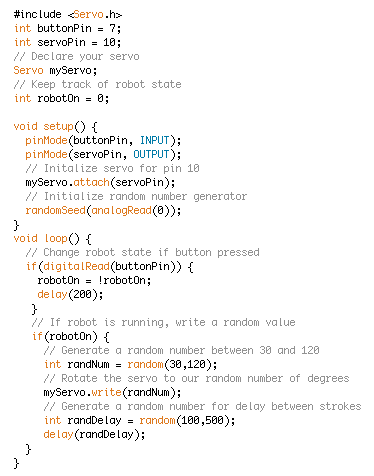 #include <Servo.h>
int buttonPin = 7;
int servoPin = 10;
// Declare your servo
Servo myServo;
// Keep track of robot state
int robotOn = 0;

void setup() {
  pinMode(buttonPin, INPUT);
  pinMode(servoPin, OUTPUT);
  // Initalize servo for pin 10
  myServo.attach(servoPin);
  // Initialize random number generator
  randomSeed(analogRead(0));
}
void loop() {
  // Change robot state if button pressed
  if(digitalRead(buttonPin)) {
    robotOn = !robotOn;
    delay(200);
   }
   // If robot is running, write a random value
   if(robotOn) {
     // Generate a random number between 30 and 120
     int randNum = random(30,120);
     // Rotate the servo to our random number of degrees
     myServo.write(randNum);
     // Generate a random number for delay between strokes
     int randDelay = random(100,500);
     delay(randDelay);
  }
}